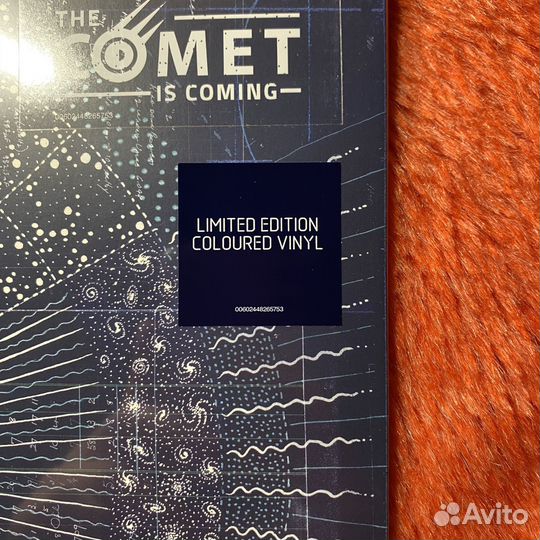 THE
COMET
IS COMING
00602448265753
LIMITED EDITION
COLOURED VINYL
00602448265753
Avito